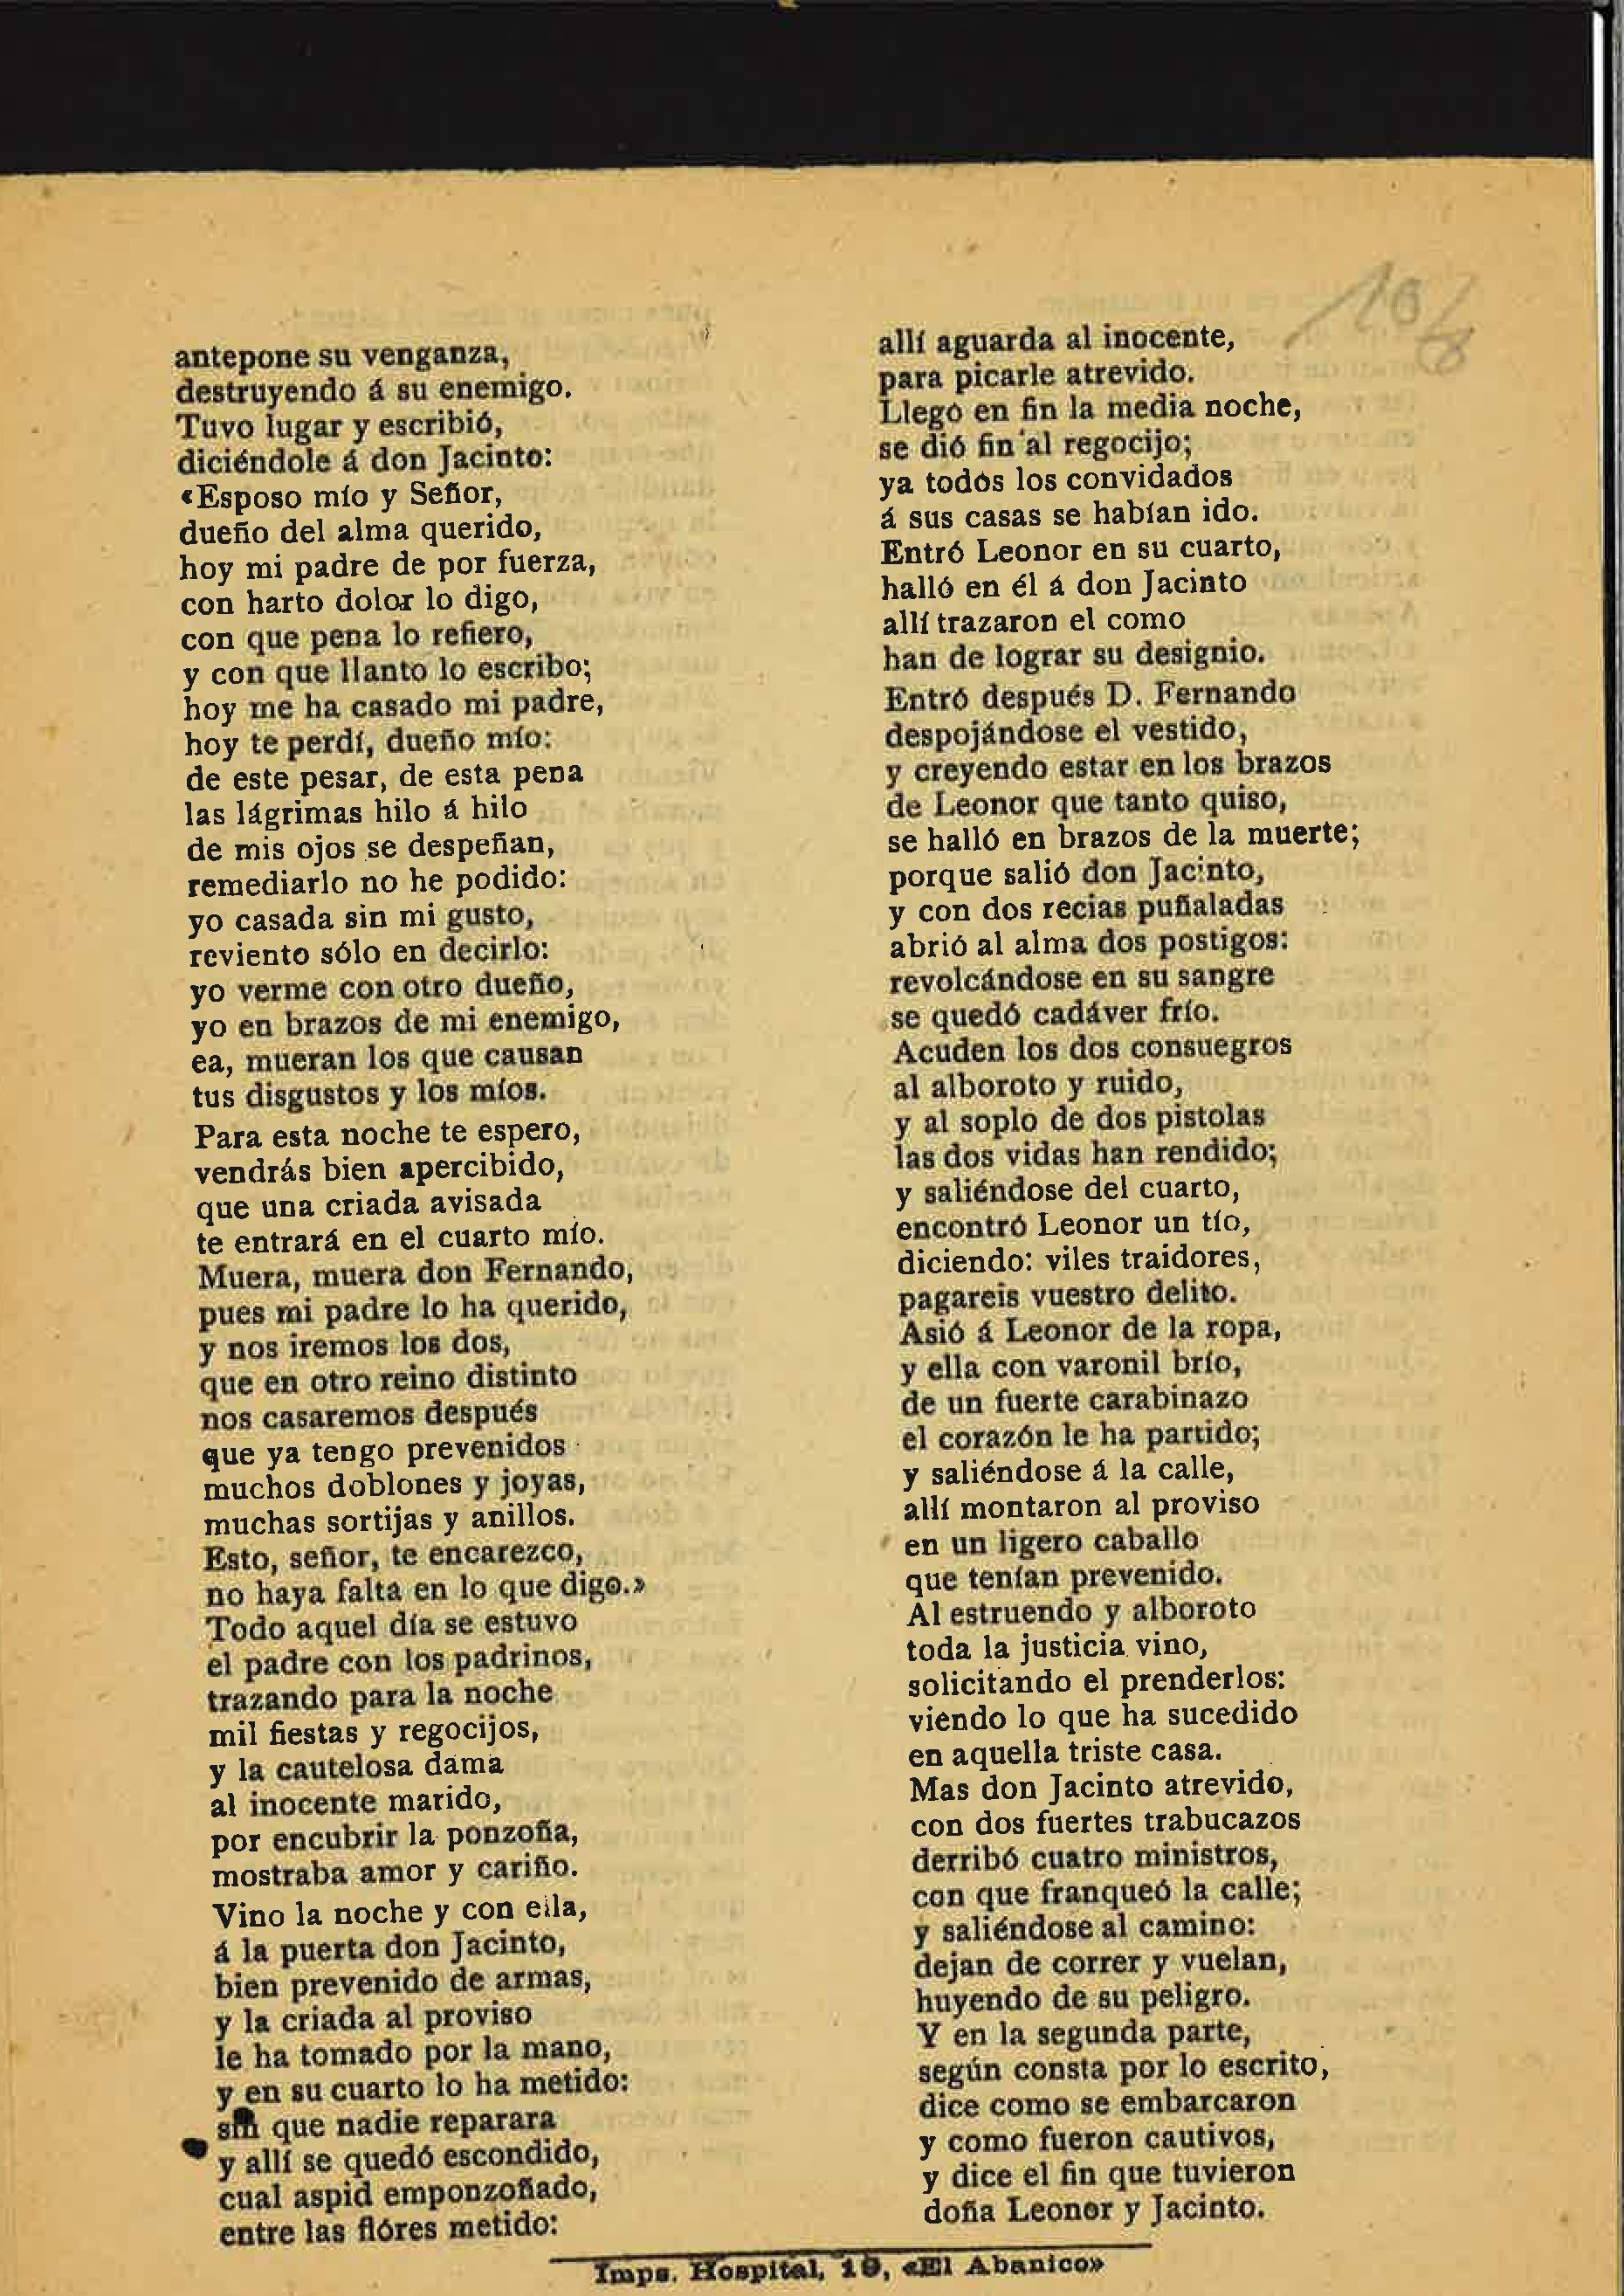 antepone su venganza,
destruyendo á su enemigo.
Tuvo lugar y escribió,
diciéndole á don Jacinto:
«Esposo mío y Señor,
dueño del alma querido,
hoy mi padre de por fuerza,
con harto dolor lo digo,
con que pena lo refiero,
y con que llanto lo escribo;
hoy me ha casado mi padre,
hoy te perdí, dueño mío:
de este pesar, de esta pena
las lágrimas hilo á hilo
de mis ojos se despeñan,
remediarlo no he podido:
yo casada sin mi gusto,
reviento sólo en decirlo:
yo verme con otro dueño,
yo en brazos de mi enemigo,
ea, mueran los que causan
tus disgustos y los míos.
Para esta noche te espero,
vendrás bien apercibido,
que una criada avisada
te entrará en el cuarto mío.
Muera, muera don Fernando,
pues mi padre lo ha querido,
y nos iremos los dos,
que en otro reino distinto
nos casaremos después
que ya tengo prevenidos
muchos doblones y joyas,
muchas sortijas y anillos.
Esto, señor, te encarezco,
no haya falta en lo que digo.»
Todo aquel día se estuvo
el padre con los padrinos,
trazando para la noche
mil fiestas y regocijos,
y la cautelosa dama
al inocente marido,
por encubrir la ponzoña,
mostraba amor y cariño.
Vino la noche y con ella,
á la puerta don Jacinto,
bien prevenido de armas,
y la criada al proviso
le ha tomado por la mano,
y en su cuarto lo ha metido:
sin que nadie reparara
y allí se quedó escondido,
cual aspid emponzoñado,
entre las flóres metido:
allí aguarda al inocente,
para picarle atrevido.
Llegó en fin la media noche,
se dió fin al regocijo;
ya todos los convidados
á sus casas se habían ido.
Entró Leonor en su cuarto,
halló en él á don Jacinto
allí trazaron el como
han de lograr su designio.
Entró después D. Fernando
despojándose el vestido,
y creyendo estar en los brazos
de Leonor que tanto quiso,
se halló en brazos de la muerte;
porque salió don Jacinto,
y con dos recias puñaladas
abrió al alma dos postigos:
revolcándose en su sangre
se quedó cadáver frío.
Acuden los dos consuegros
al alboroto y ruido,
y al soplo de dos pistolas
las dos vidas han rendido;
y saliéndose del cuarto,
encontró Leonor un tío,
diciendo: viles traidores,
pagareis vuestro delito.
Asió á Leonor de la ropa,
y ella con varonil brío,
de un fuerte carabinazo
el corazón le ha partido;
y saliéndose á la calle,
allí montaron al proviso
en un ligero caballo
que tenían prevenido.
Al estruendo y alboroto
toda la justicia vino,
solicitando el prenderlos:
viendo lo que ha sucedido
en aquella triste casa.
Mas don Jacinto atrevido,
con dos fuertes trabucazos
derribó cuatro ministros,
con que franqueó la calle;
y saliéndose al camino:
dejan de correr y vuelan,
huyendo de su peligro.
Y en la segunda parte,
según consta por lo escrito,
dice como se embarcaron
y como fueron cautivos,
y dice el fin que tuvieron
doña Leonor y Jacinto.
Imps. Hospital, 19, «El Abanico»